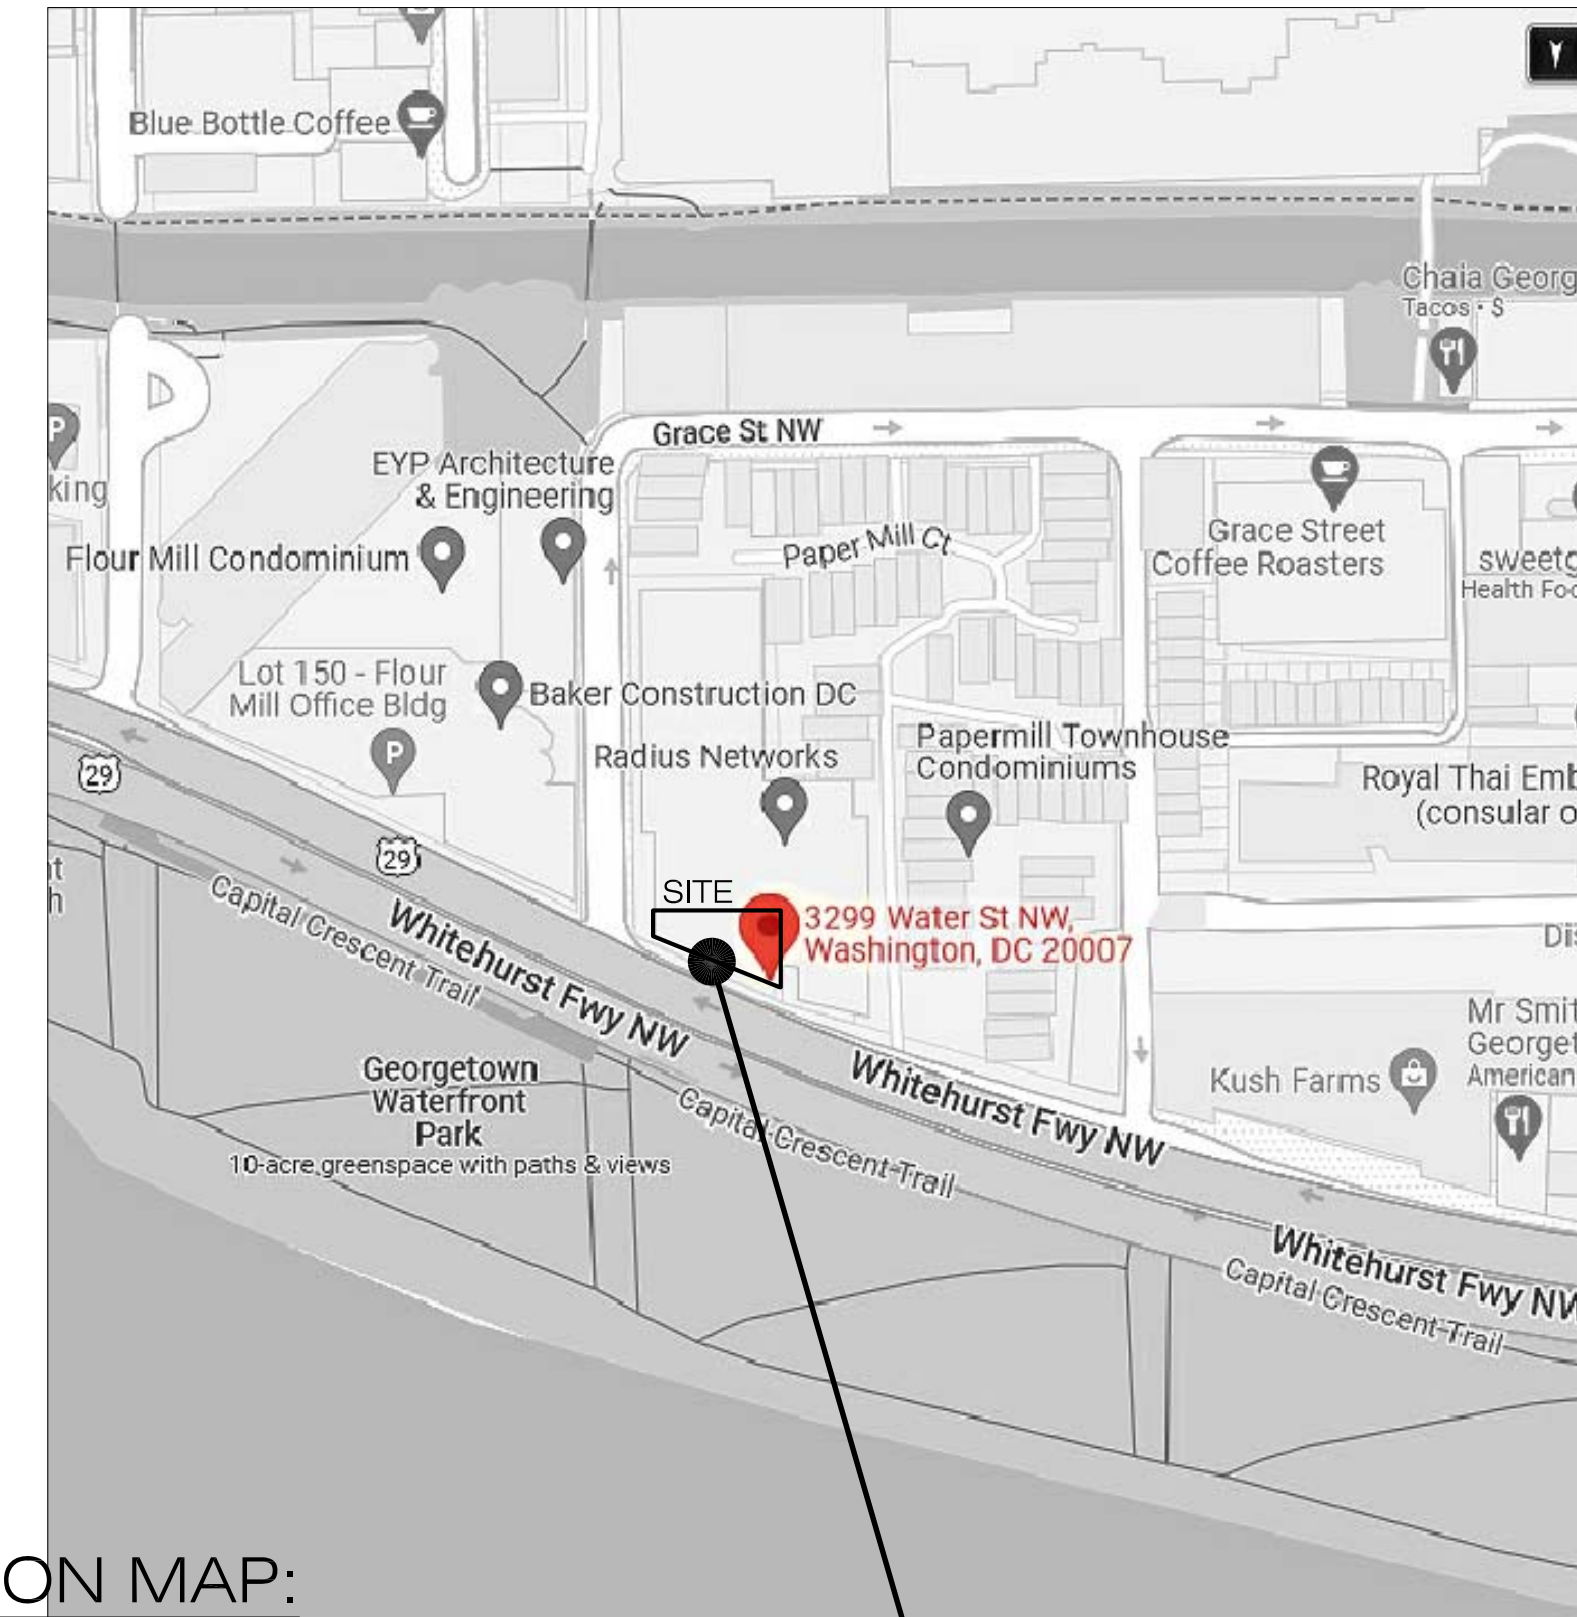 Blue Bottle Coffee
Chaia Georg
Tacos · $
Grace St NW
EYP Architecture
& Engineering
P
king
Flour Mill Condominium
Paper Mill Ct
Grace Street
Coffee Roasters
sweetg
Health Foo
Lot 150 - Flour
Mill Office Bldg
P
Baker Construction DC
Radius Networks
Papermill Townhouse
Condominiums
Royal Thai Emb
(consular o
29
29
t
h
Capital Crescent Trail
Whitehurst Fwy NW
SITE
3299 Water St NW,
Washington, DC 20007
Dis
Mr Smit
Georget
American
Kush Farms
Georgetown
Waterfront
Park
10-acre greenspace with paths & views
Whitehurst Fwy NW
Capital Crescent Trail
Whitehurst Fwy NW
Capital Crescent Trail
ON MAP: